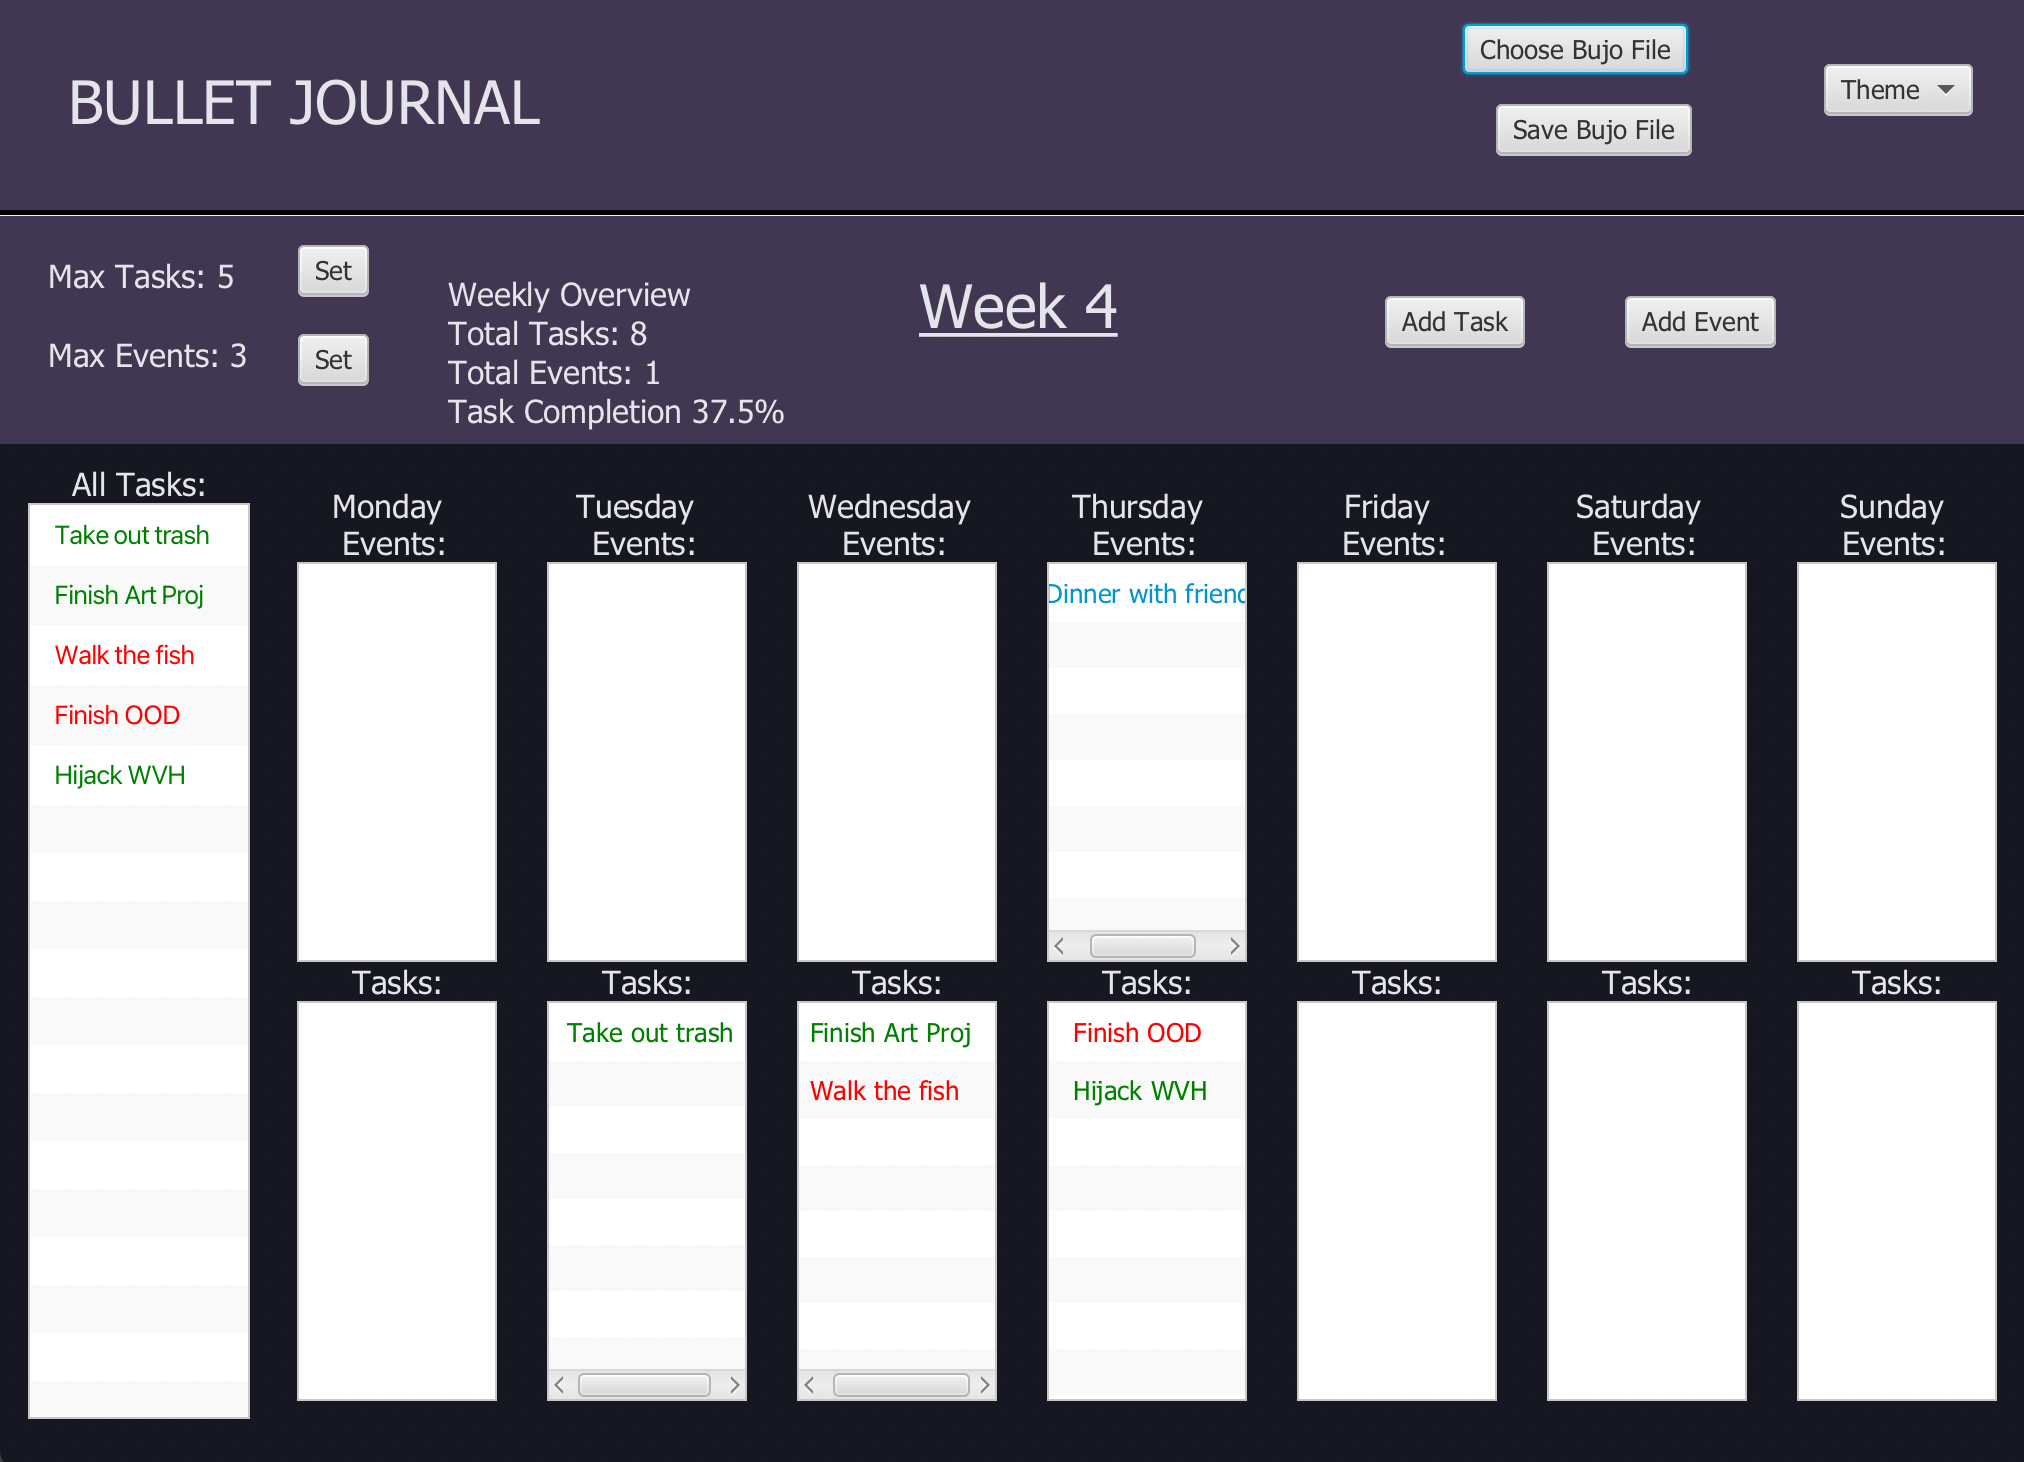 BULLET JOURNAL
Choose Bujo File
Save Bujo File
Theme
Max Tasks: 5
Set
Max Events: 3
Set
Weekly Overview
Total Tasks: 8
Total Events: 1
Task Completion 37.5%
Week 4
Add Task
Add Event
All Tasks:
Take out trash
Finish Art Proj
Walk the fish
Finish OOD
Hijack WVH
Monday
Events:
Tuesday
Events:
Wednesday
Events:
Thursday
Events:
Dinner with friend
Friday
Events:
Saturday
Events:
Sunday
Events:
Tasks:
Tasks:
Take out trash
Tasks:
Finish Art Proj
Walk the fish
Tasks:
Finish OOD
Hijack WVH
Tasks:
Tasks:
Tasks: